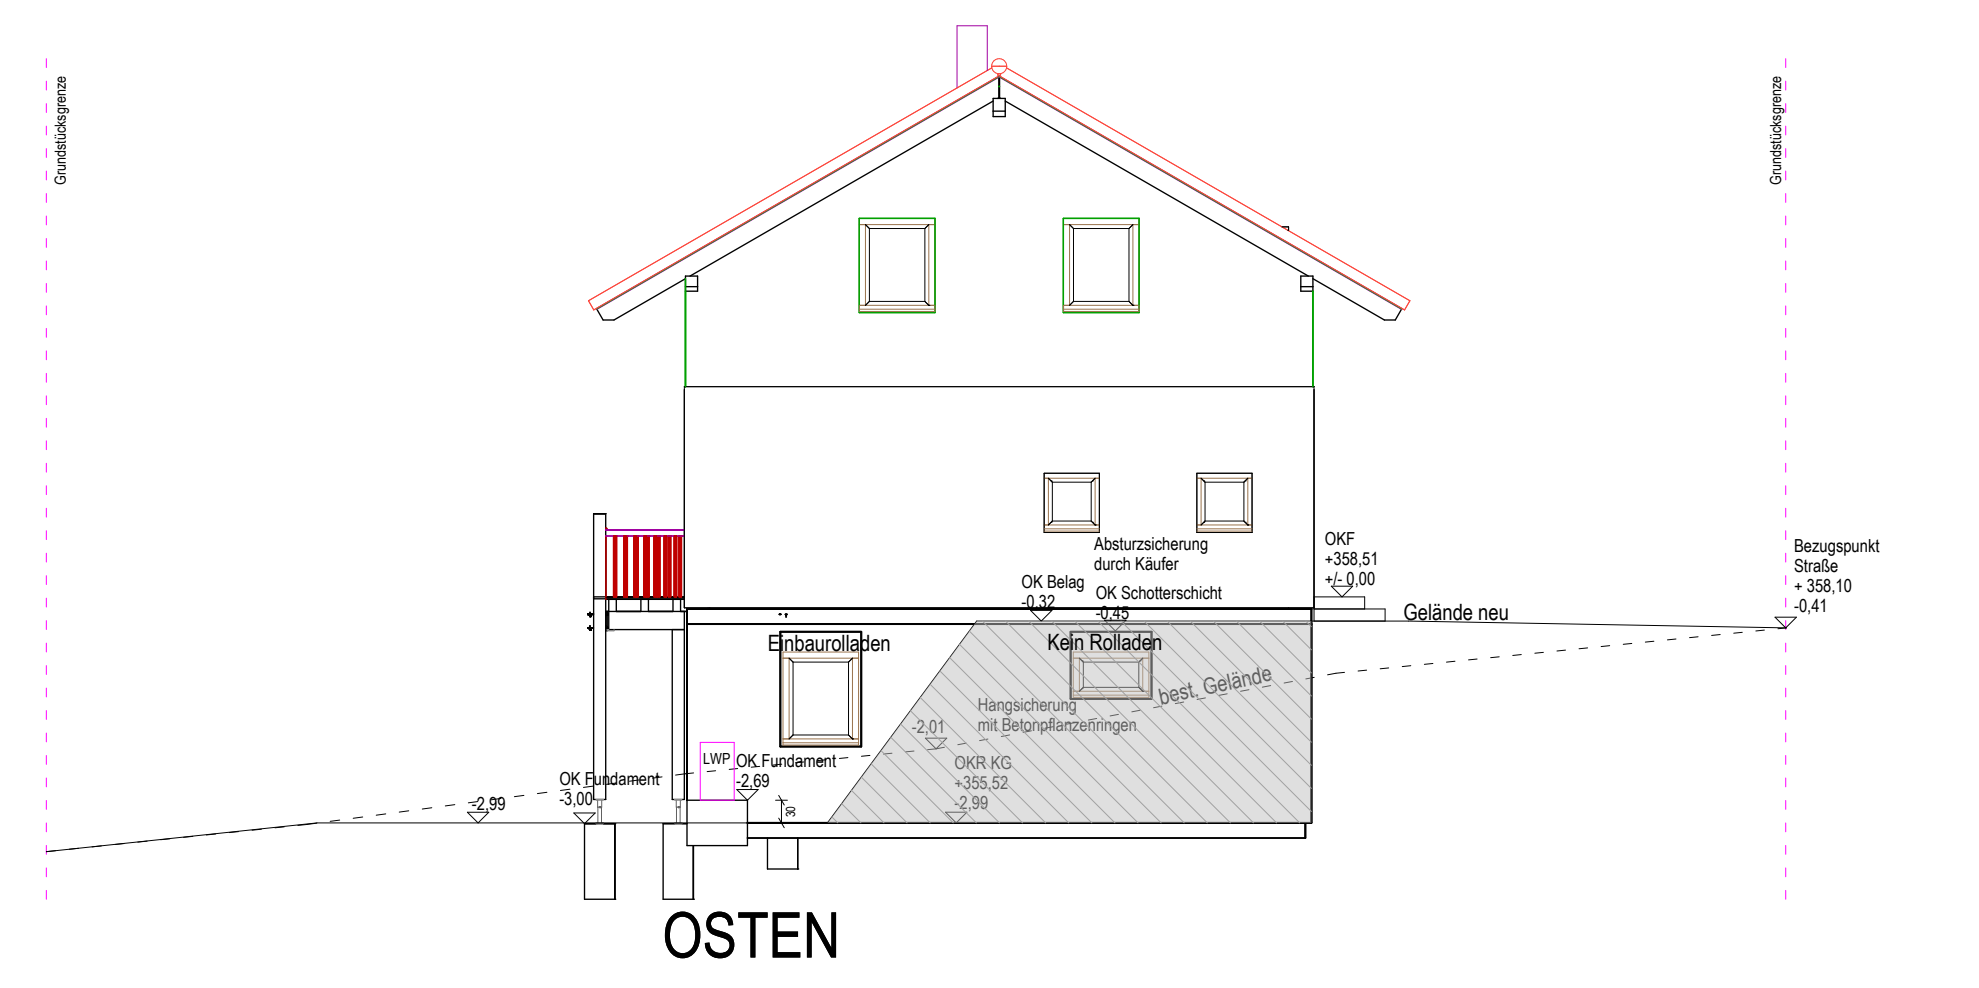 Grundstücksgrenze
Grundstücksgrenze
Absturzsicherung
durch Käufer
OK Belag
-0,32
OK Schotterschicht
-0,45
OKF
+358,51
+/- 0,00
Bezugspunkt
Straße
+ 358,10
-0,41
Gelände neu
Einbaurolladen
Kein Rolladen
best. Gelände
Hangsicherung
mit Betonpflanzenringen
-2,01
LWP
OK Fundament
-2,69
OK Fundament
-3,00
-2,99
30
OKR KG
+355,52
-2,99
OSTEN